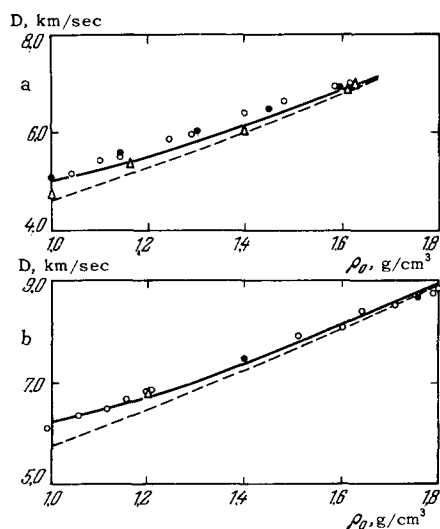 D, km/sec
8,0
a
6,0
4,0
1,0 1,2 1,4 1,6 1,8
ρ₀, g/cm³
D, km/sec
9,0
b
7,0
5,0
1,0 1,2 1,4 1,6 1,8
ρ₀, g/cm³